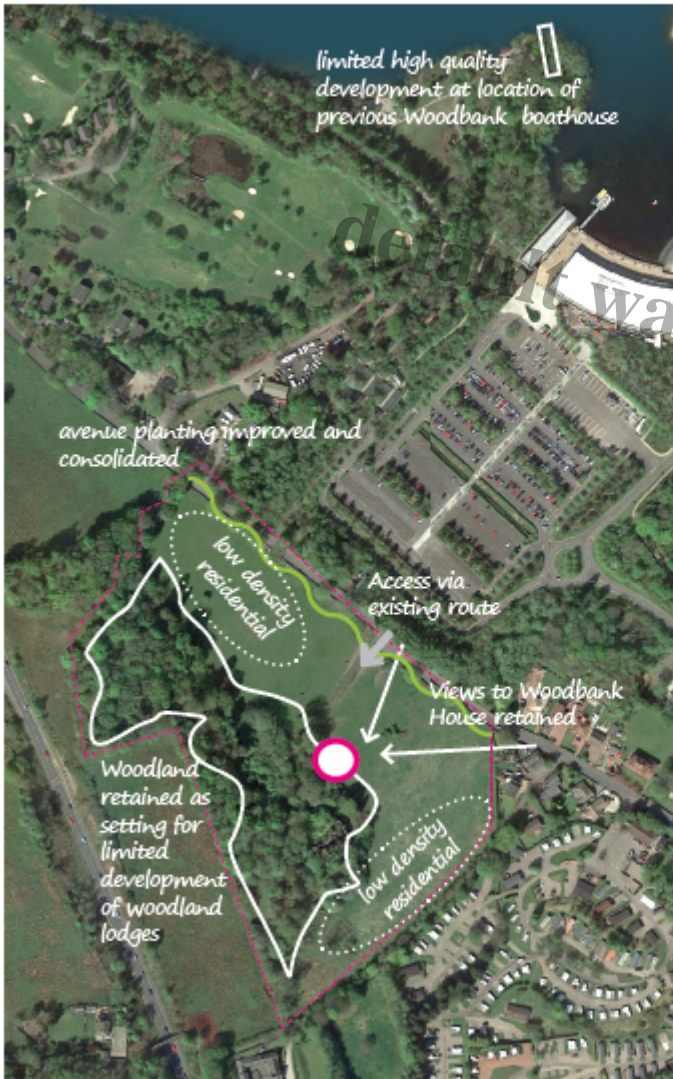 limited high quality
development at location of
previous Woodbank boathouse
default wa
avenue planting improved and
consolidated
low density
residential
Access via
existing route
Views to Woodbank
House retained
Woodland
retained as
setting for
limited
development
of woodland
lodges
low density
residential